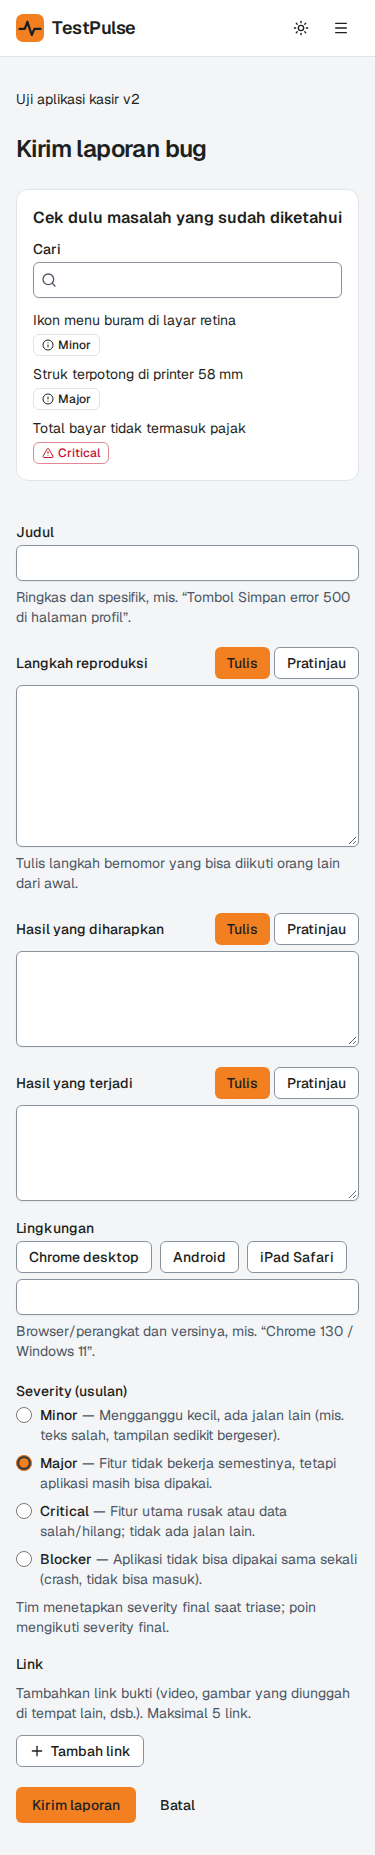 TestPulse
Uji aplikasi kasir v2
Kirim laporan bug
Cek dulu masalah yang sudah diketahui
Cari
Ikon menu buram di layar retina
Minor
Struk terpotong di printer 58 mm
Major
Total bayar tidak termasuk pajak
Critical
Judul
Ringkas dan spesifik, mis. “Tombol Simpan error 500
di halaman profil”.
Langkah reproduksi
Tulis
Pratinjau
Tulis langkah bernomor yang bisa diikuti orang lain
dari awal.
Hasil yang diharapkan
Tulis
Pratinjau
Hasil yang terjadi
Tulis
Pratinjau
Lingkungan
Chrome desktop
Android
iPad Safari
Browser/perangkat dan versinya, mis. “Chrome 130 /
Windows 11”.
Severity (usulan)
Minor — Mengganggu kecil, ada jalan lain (mis.
teks salah, tampilan sedikit bergeser).
Major — Fitur tidak bekerja semestinya, tetapi
aplikasi masih bisa dipakai.
Critical — Fitur utama rusak atau data
salah/hilang; tidak ada jalan lain.
Blocker — Aplikasi tidak bisa dipakai sama sekali
(crash, tidak bisa masuk).
Tim menetapkan severity final saat triase; poin
mengikuti severity final.
Link
Tambahkan link bukti (video, gambar yang diunggah
di tempat lain, dsb.). Maksimal 5 link.
Tambah link
Kirim laporan
Batal